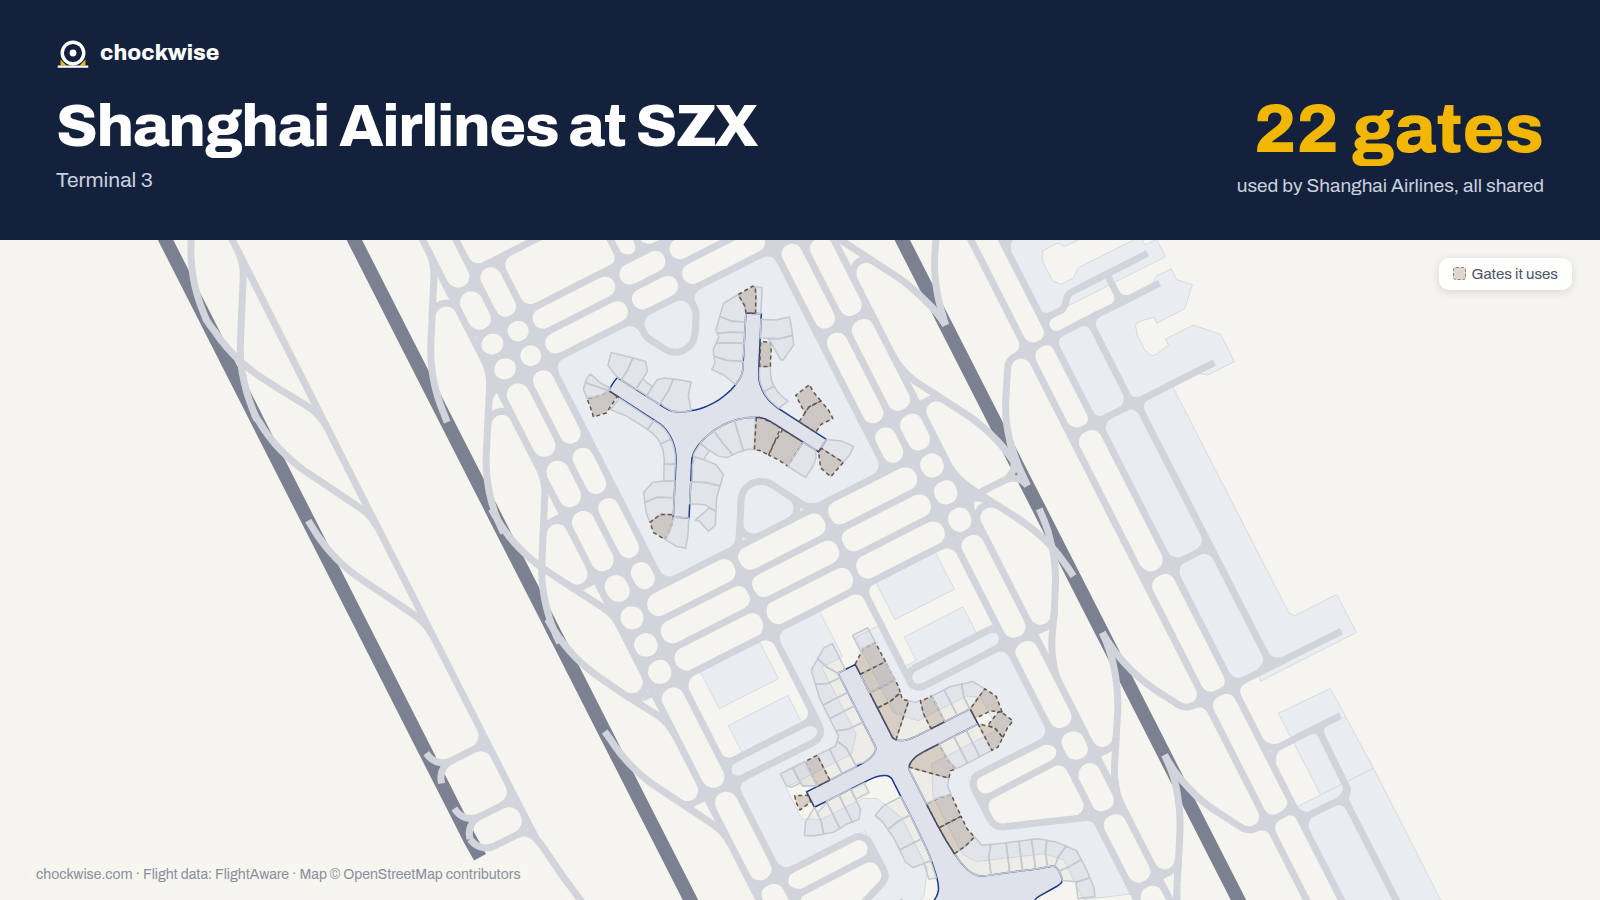 chockwise
Shanghai Airlines at SZX
Terminal 3
22 gates
used by Shanghai Airlines, all shared
Gates it uses
chockwise.com · Flight data: FlightAware · Map © OpenStreetMap contributors